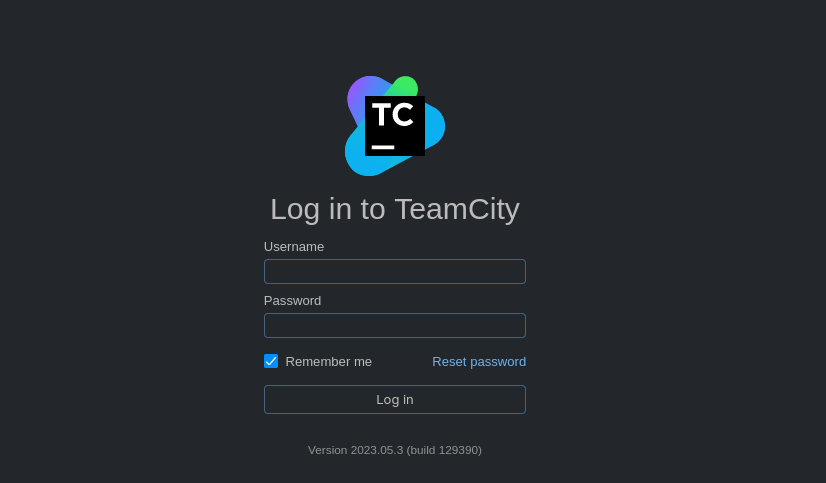 TC
Log in to TeamCity
Username
Password
Remember me Reset password
Log in
Version 2023.05.3 (build 129390)